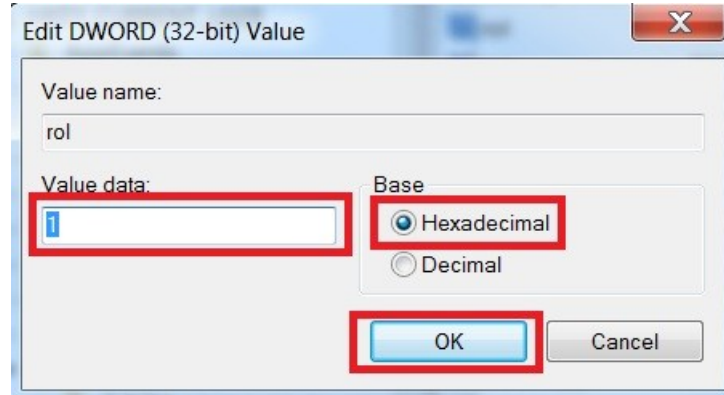 Edit DWORD (32-bit) Value
X
Value name:
rol
Value data:
Base
1
Hexadecimal
Decimal
OK
Cancel